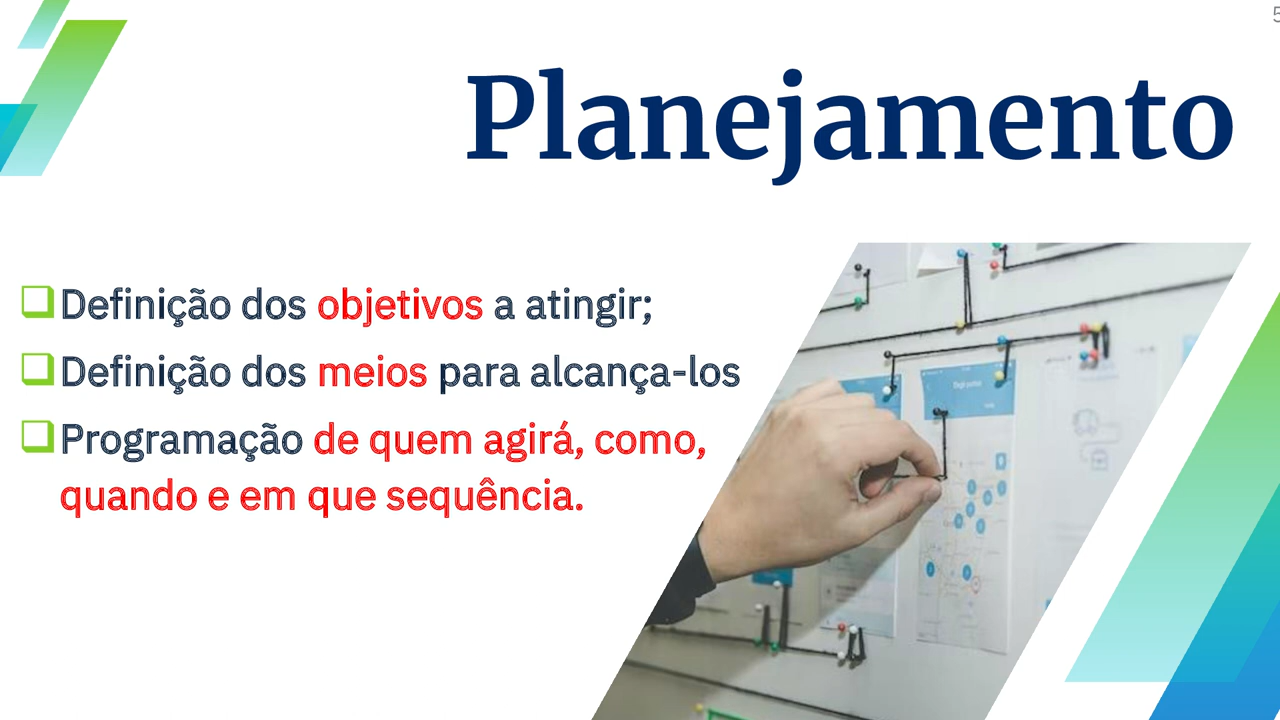 5
Planejamento
Definição dos objetivos a atingir;
Definição dos meios para alcança-los
Programação de quem agirá, como,
quando e em que sequência.